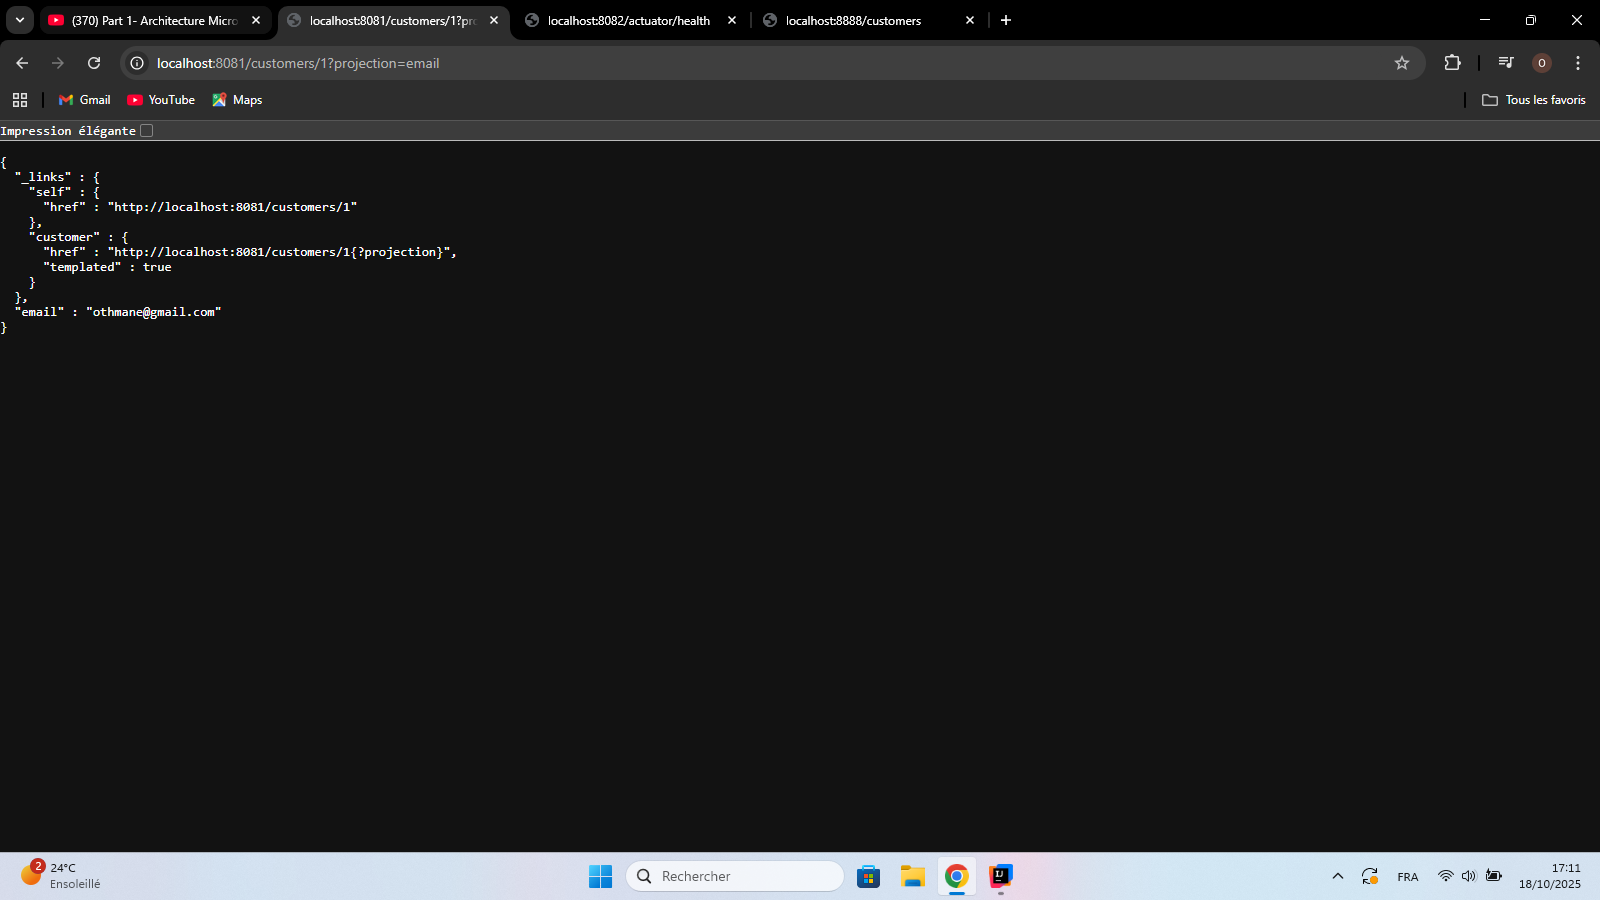 (370) Part 1- Architecture Micro
localhost:8081/customers/1?pr
localhost:8082/actuator/health
localhost:8888/customers
localhost:8081/customers/1?projection=email
O
Gmail
YouTube
Maps
Tous les favoris
Impression élégante
{
  "_links" : {
    "self" : {
      "href" : "http://localhost:8081/customers/1"
    },
    "customer" : {
      "href" : "http://localhost:8081/customers/1{?projection}",
      "templated" : true
    }
  },
  "email" : "othmane@gmail.com"
}
2
24°C
Ensoleillé
Rechercher
IJ
FRA
17:11
18/10/2025